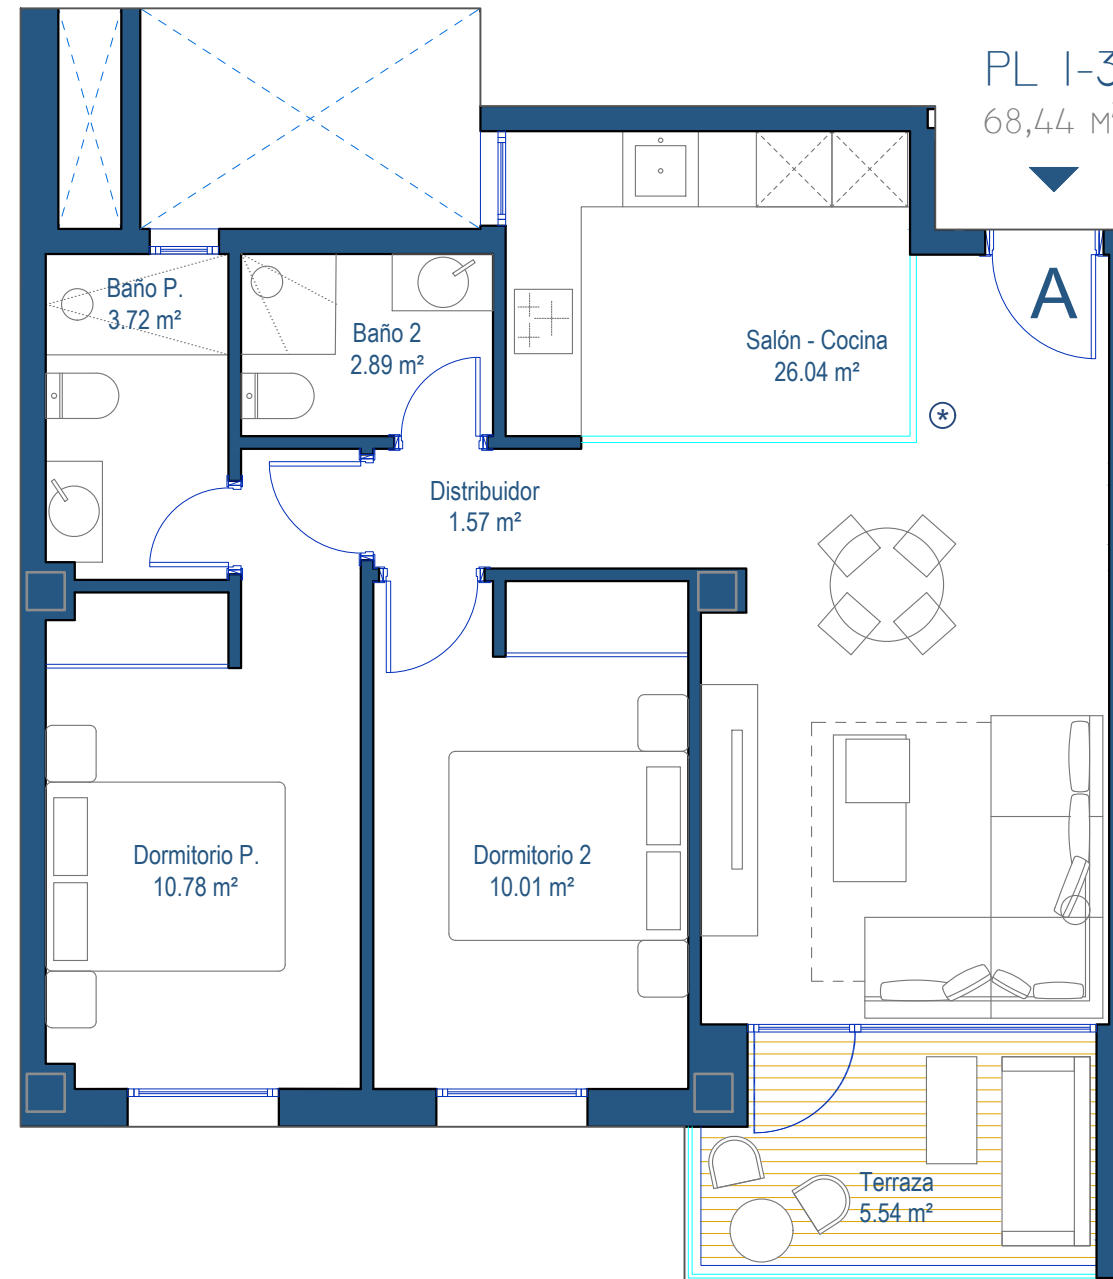 PL 1-3
68,44 M²
A
Baño P.
3.72 m²
Baño 2
2.89 m²
Salón - Cocina
26.04 m²
*
Distribuidor
1.57 m²
Dormitorio P.
10.78 m²
Dormitorio 2
10.01 m²
Terraza
5.54 m²